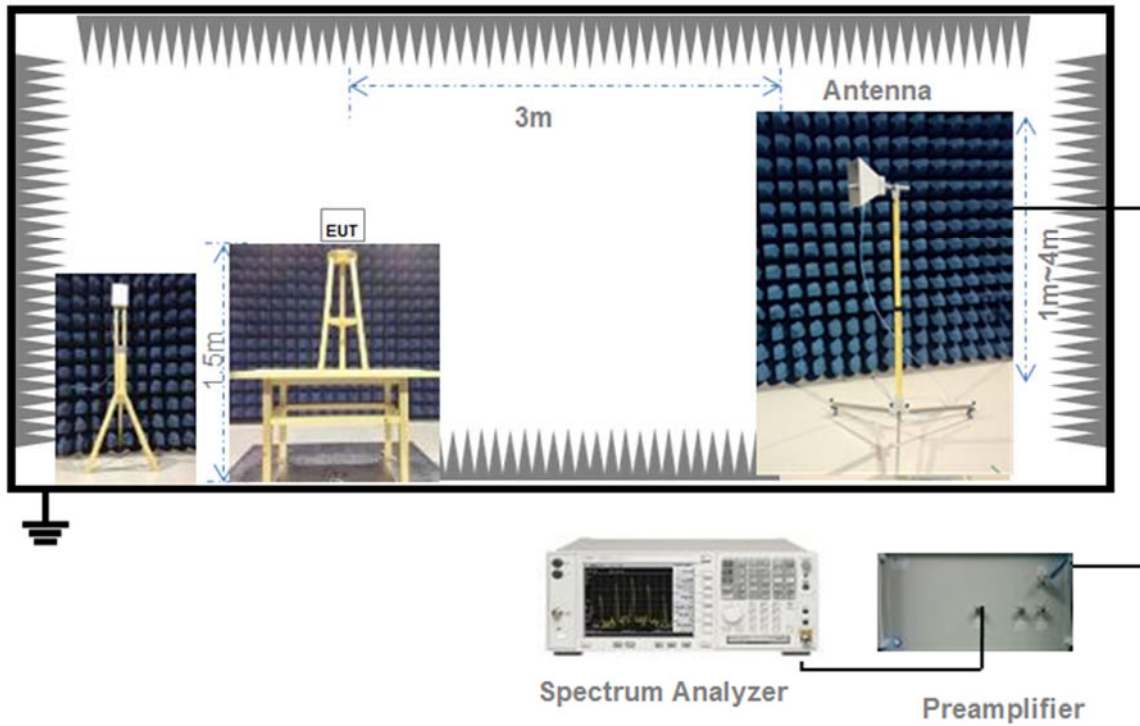 Antenna
3m
EUT
1.5m
1m~4m
Spectrum Analyzer
Preamplifier